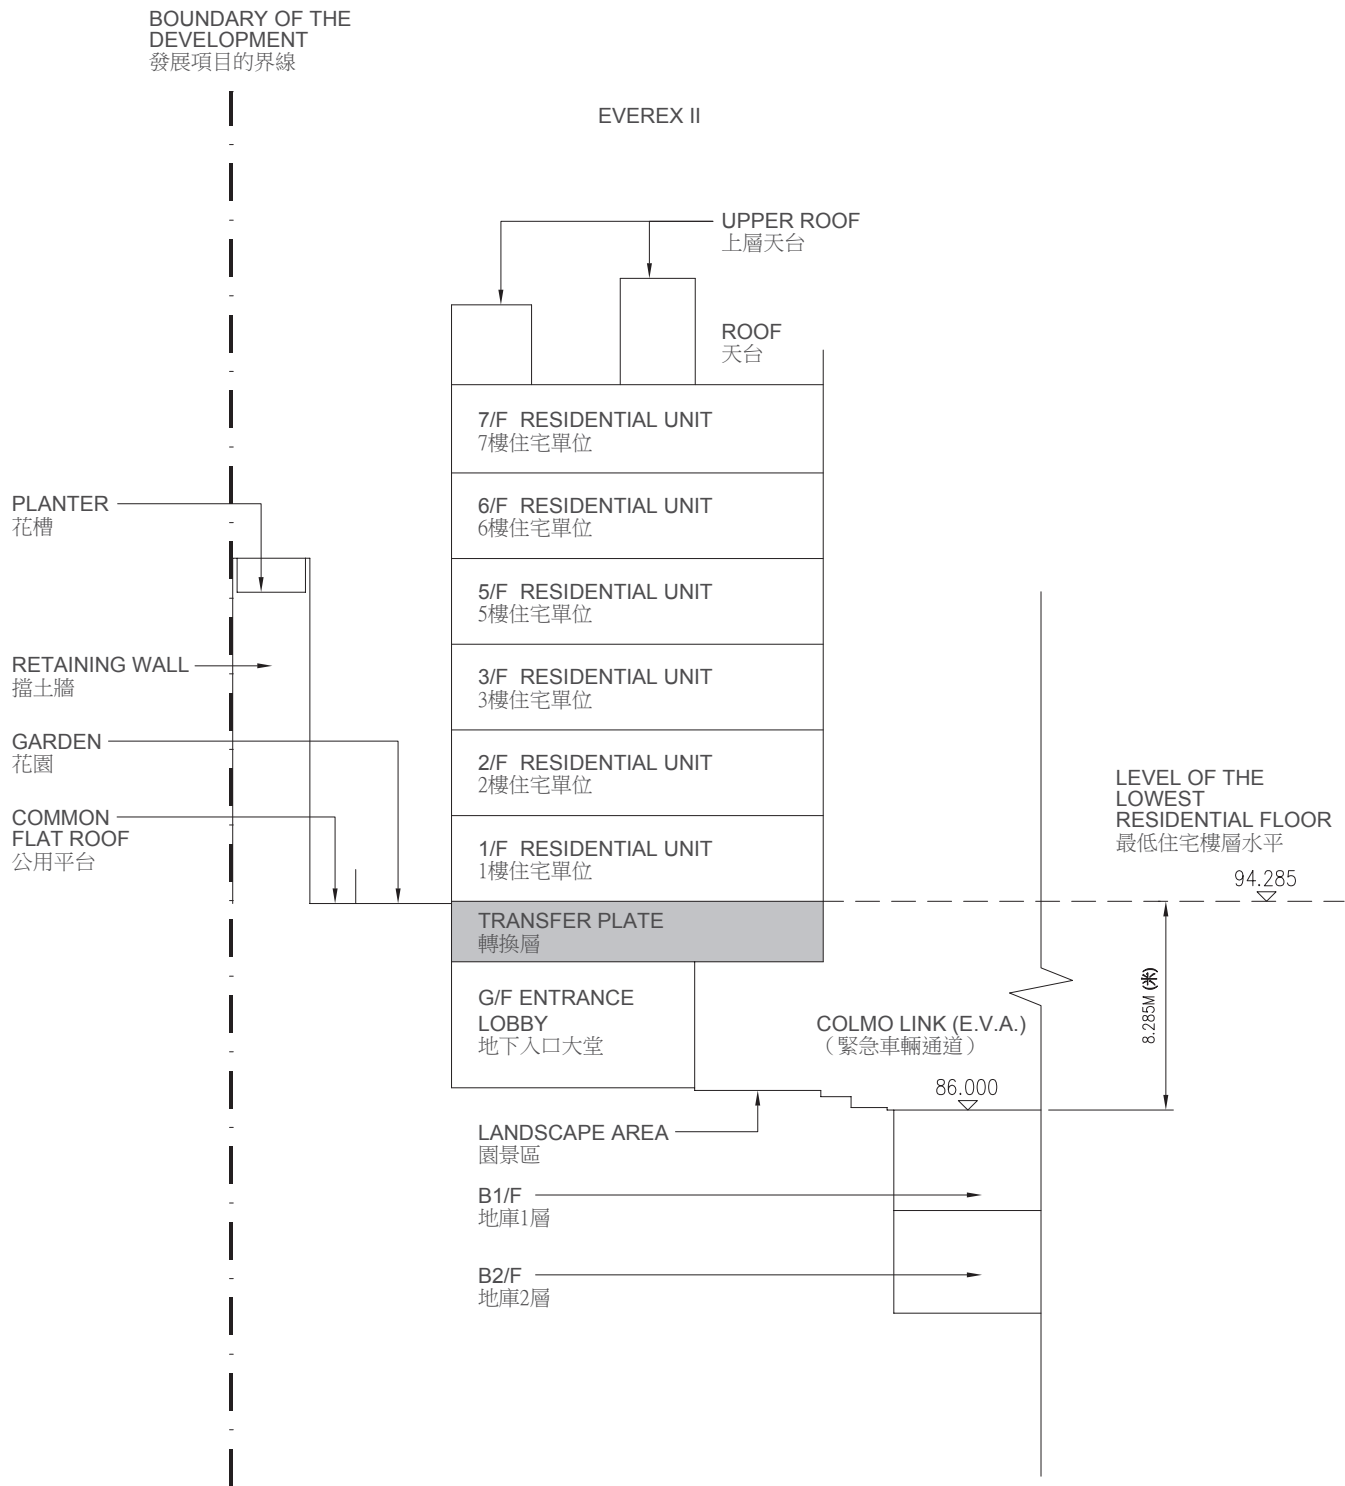 BOUNDARY OF THE
DEVELOPMENT
發展項目的界線
EVEREX II
UPPER ROOF
上層天台
ROOF
天台
7/F RESIDENTIAL UNIT
7樓住宅單位
PLANTER
花槽
6/F RESIDENTIAL UNIT
6樓住宅單位
5/F RESIDENTIAL UNIT
5樓住宅單位
RETAINING WALL
擋土牆
3/F RESIDENTIAL UNIT
3樓住宅單位
GARDEN
花園
2/F RESIDENTIAL UNIT
2樓住宅單位
COMMON
FLAT ROOF
公用平台
1/F RESIDENTIAL UNIT
1樓住宅單位
LEVEL OF THE
LOWEST
RESIDENTIAL FLOOR
最低住宅樓層水平
94.285
TRANSFER PLATE
轉換層
G/F ENTRANCE
LOBBY
地下入口大堂
COLMO LINK (E.V.A.)
（緊急車輛通道）
8.285M (米)
86.000
LANDSCAPE AREA
園景區
B1/F
地庫1層
B2/F
地庫2層